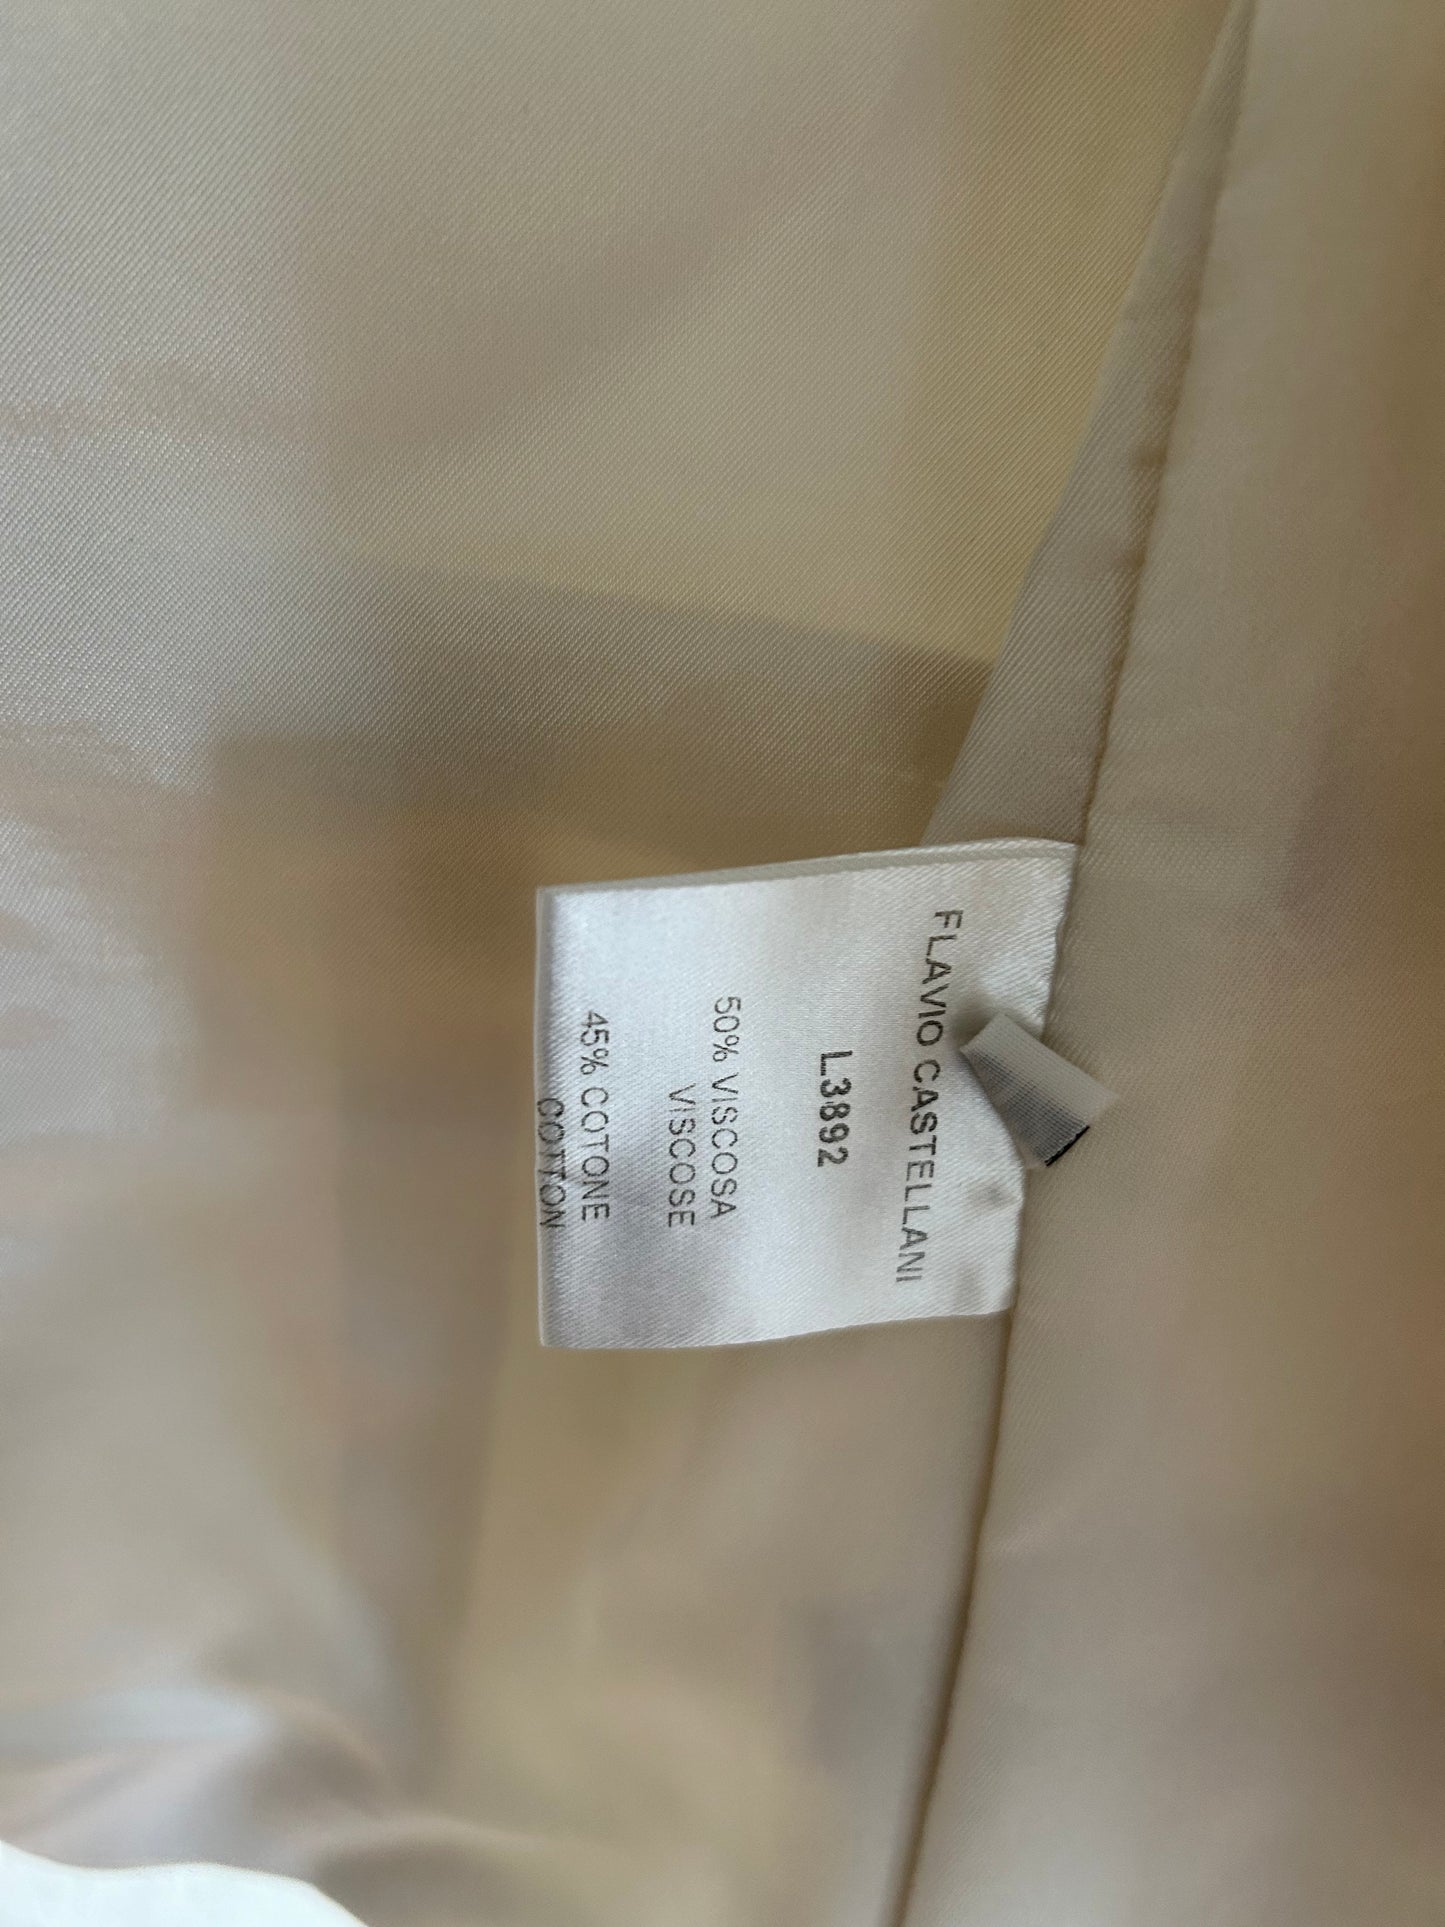 FLAVIO CASTELLANI
L3892
50% VISCOSA
VISCOSE
45% COTONE
COTTON